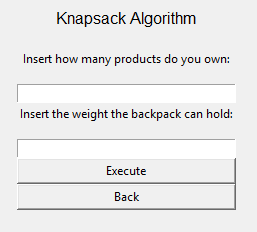 Knapsack Algorithm
Insert how many products do you own:
Insert the weight the backpack can hold:
Execute
Back